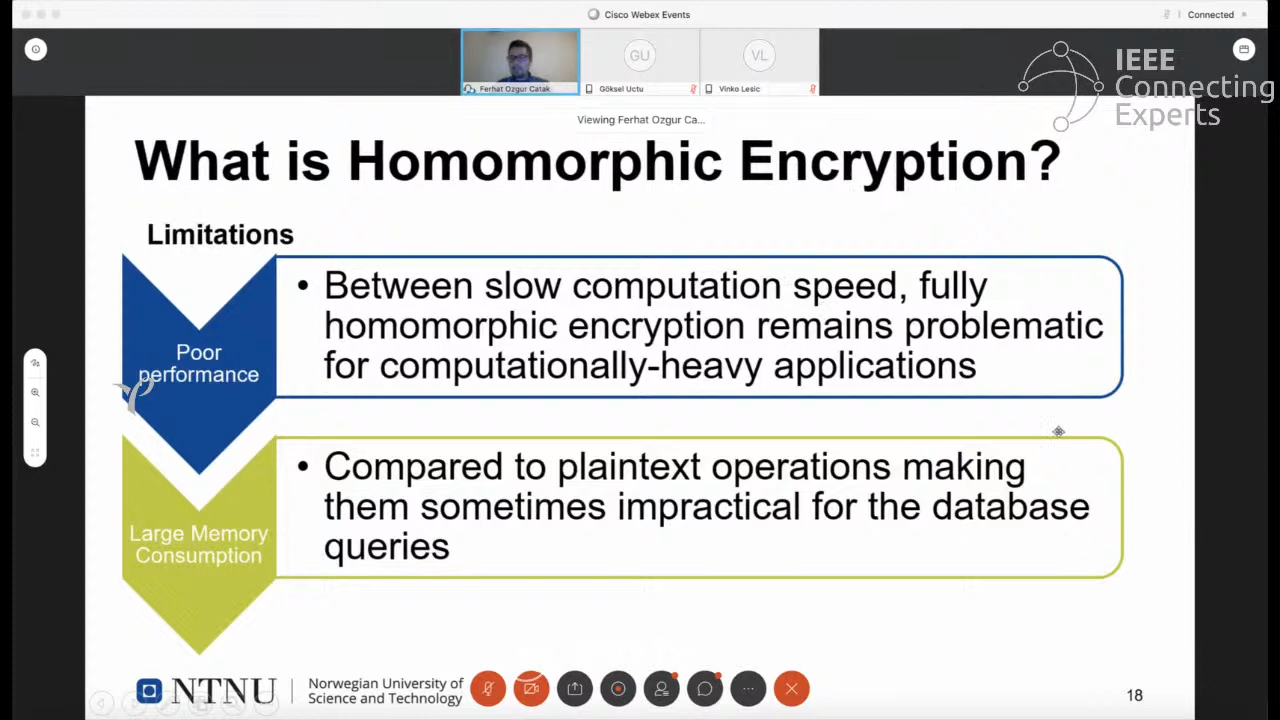 Cisco Webex Events
Connected
GU
VL
Ferhat Ozgur Catak
Göksel Uctu
Vinko Lesic
IEEE
Connecting
Experts
Viewing Ferhat Ozgur Ca...
What is Homomorphic Encryption?
Limitations
Poor
performance
• Between slow computation speed, fully
homomorphic encryption remains problematic
for computationally-heavy applications
Large Memory
Consumption
• Compared to plaintext operations making
them sometimes impractical for the database
queries
NTNU
Norwegian University of
Science and Technology
18